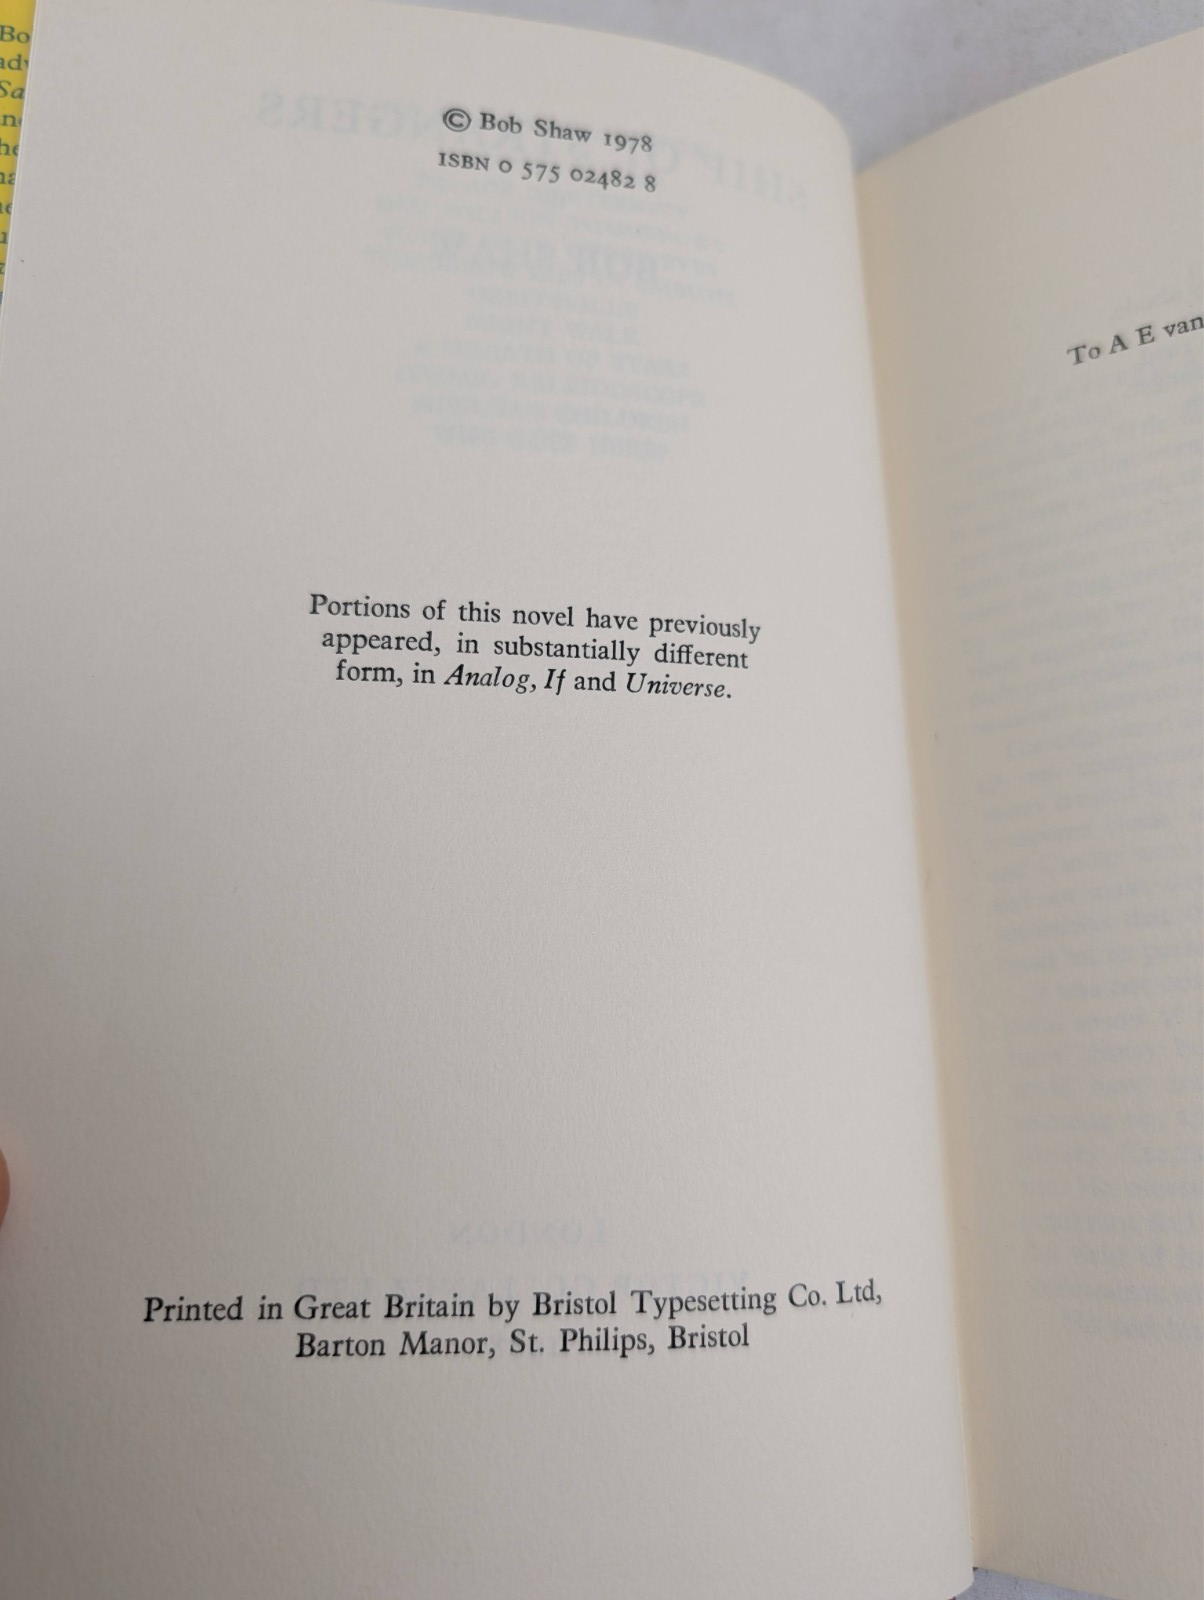 © Bob Shaw 1978
ISBN 0 575 02482 8
Portions of this novel have previously
appeared, in substantially different
form, in Analog, If and Universe.
Printed in Great Britain by Bristol Typesetting Co. Ltd,
Barton Manor, St. Philips, Bristol
To A E van